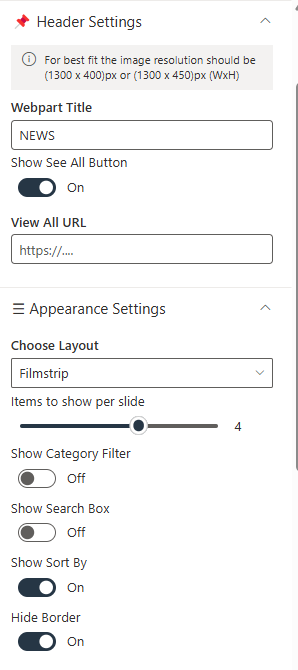 Header Settings
For best fit the image resolution should be
(1300 x 400)px or (1300 x 450)px (WxH)
Webpart Title
NEWS
Show See All Button
On
View All URL
https://....
Appearance Settings
Choose Layout
Filmstrip
Items to show per slide
4
Show Category Filter
Off
Show Search Box
Off
Show Sort By
On
Hide Border
On